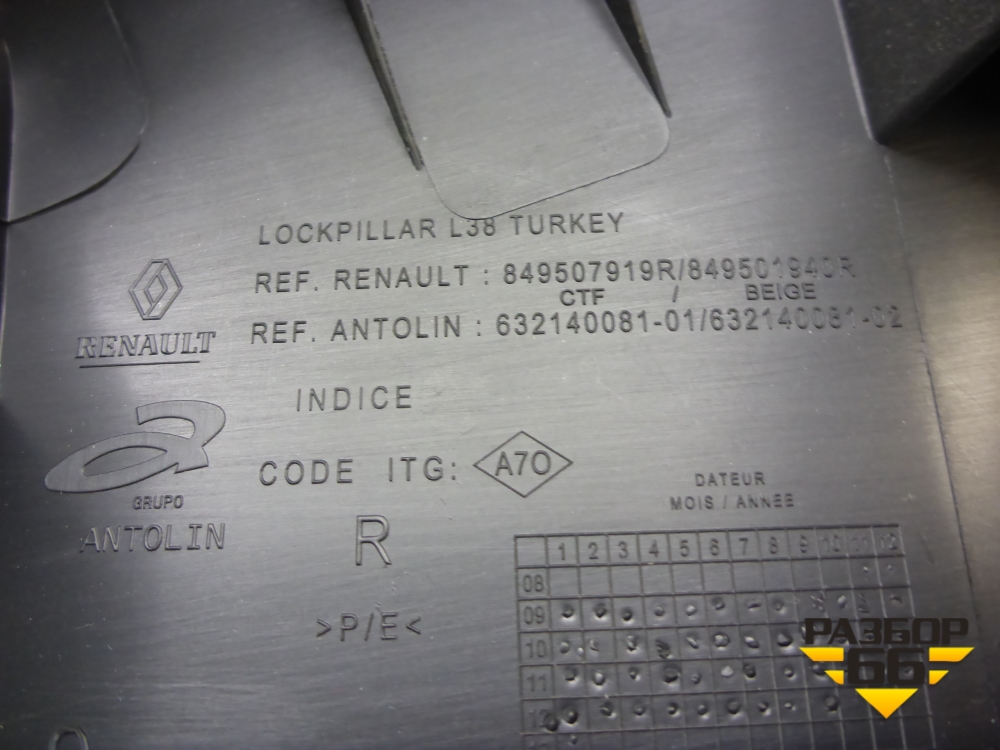 LOCKPILLAR L38 TURKEY
REF. RENAULT : 849507919R/849501940R
CTF / BEIGE
REF. ANTOLIN : 632140081-01/632140081-02
RENAULT
INDICE
CODE ITG: A70
GRUPO
ANTOLIN
R
>P/E<
DATEUR
MOIS / ANNÉE
1 2 3 4 5 6 7 8 9 10 11 12
08
09
10
11
12
РАЗБОР
66